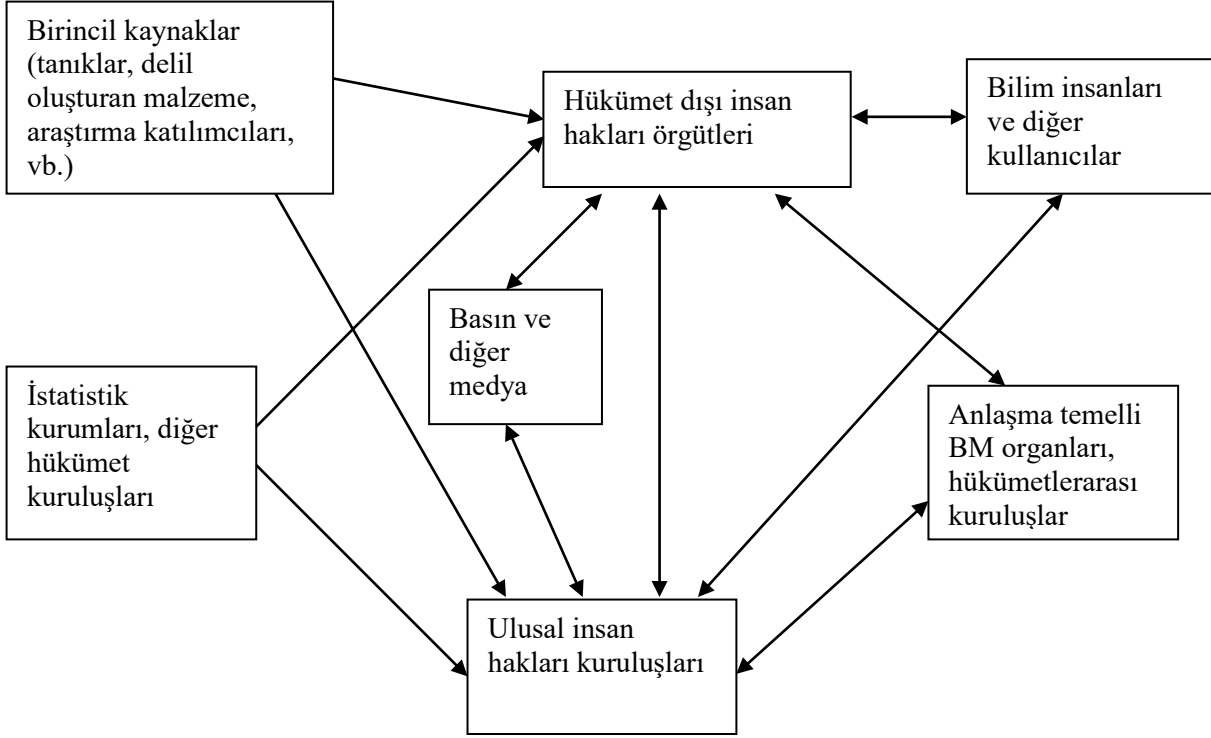 Birincil kaynaklar
(tanıklar, delil
oluşturan malzeme,
araştırma katılımcıları,
vb.)
Hükümet dışı insan
hakları örgütleri
Bilim insanları
ve diğer
kullanıcılar
Basın ve
diğer
medya
İstatistik
kurumları, diğer
hükümet
kuruluşları
Anlaşma temelli
BM organları,
hükümetlerarası
kuruluşlar
Ulusal insan
hakları kuruluşları